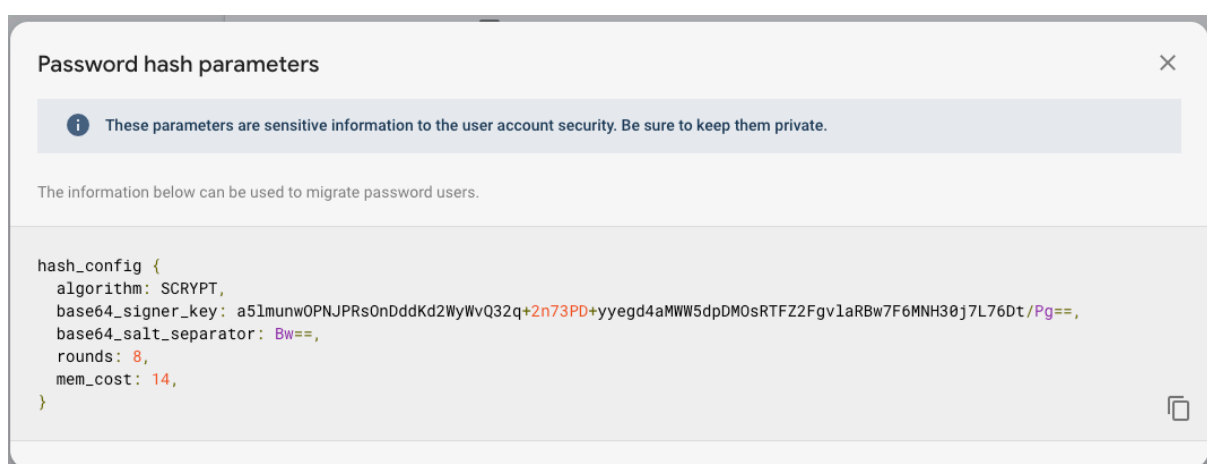 Password hash parameters
These parameters are sensitive information to the user account security. Be sure to keep them private.
The information below can be used to migrate password users.
hash_config {
algorithm: SCRYPT,
base64_signer_key: a5lmunwOPNJPRsOnDddKd2WyWvQ32q+2n73PD+yyegd4aMWW5dpDMOsRTFZ2FgvlaRBw7F6MNH30j7L76Dt/Pg==,
base64_salt_separator: Bw==,
rounds: 8,
mem_cost: 14,
}